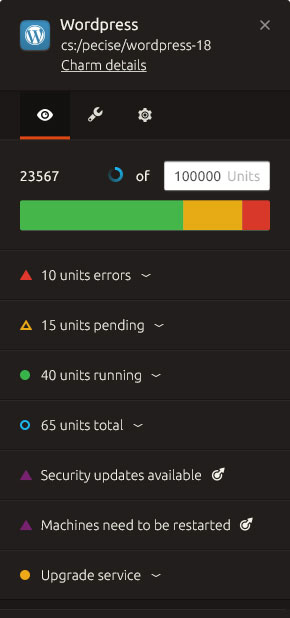 Wordpress
cs:/pecise/wordpress-18
Charm details
23567 of 100000 Units
10 units errors
15 units pending
40 units running
65 units total
Security updates available
Machines need to be restarted
Upgrade service